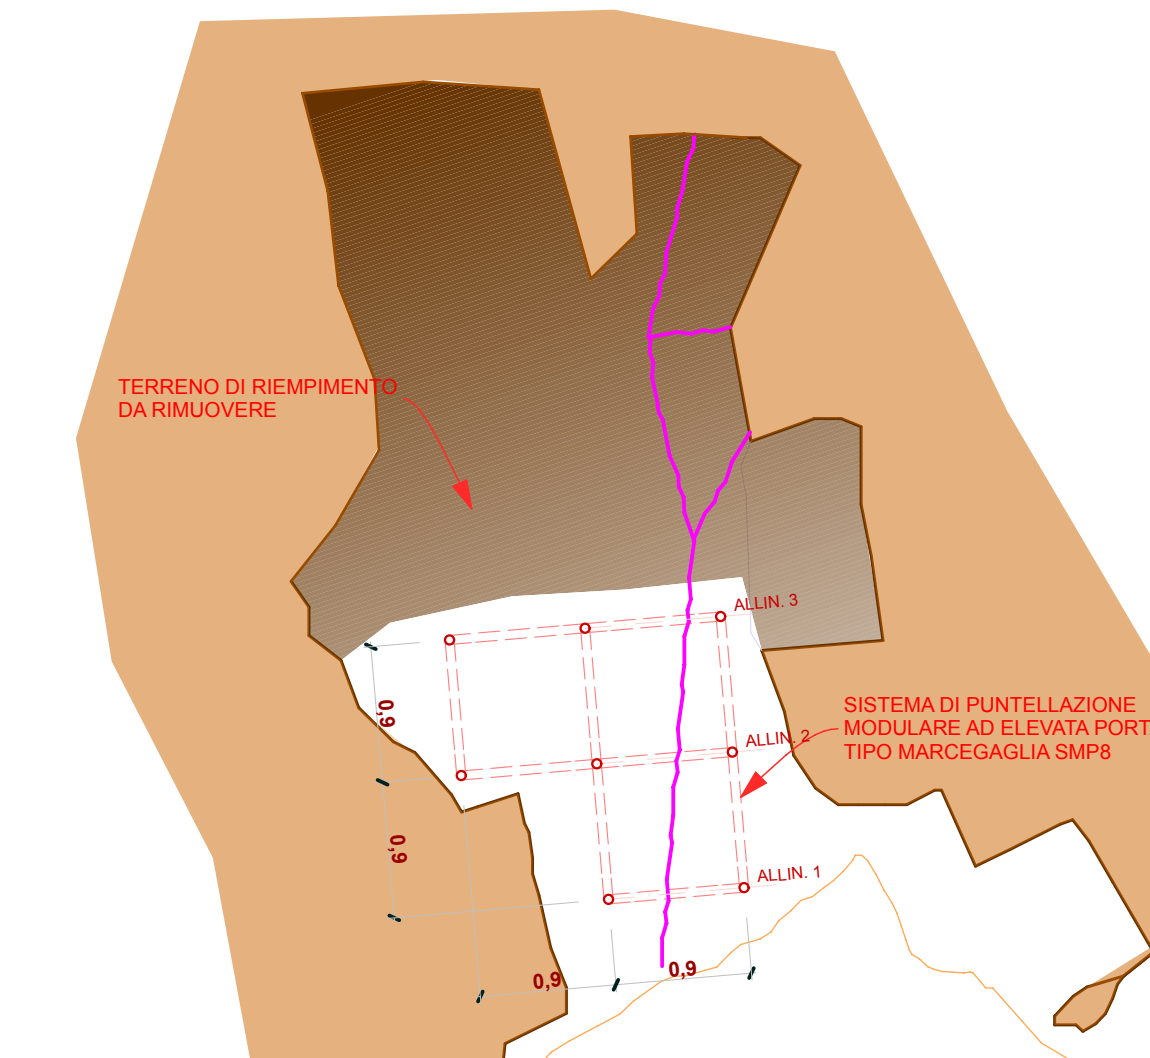 TERRENO DI RIEMPIMENTO
DA RIMUOVERE
ALLIN. 3
SISTEMA DI PUNTELLAZIONE
MODULARE AD ELEVATA PORT
TIPO MARCEGAGLIA SMP8
ALLIN. 2
0,9
0,9
ALLIN. 1
0,9
0,9